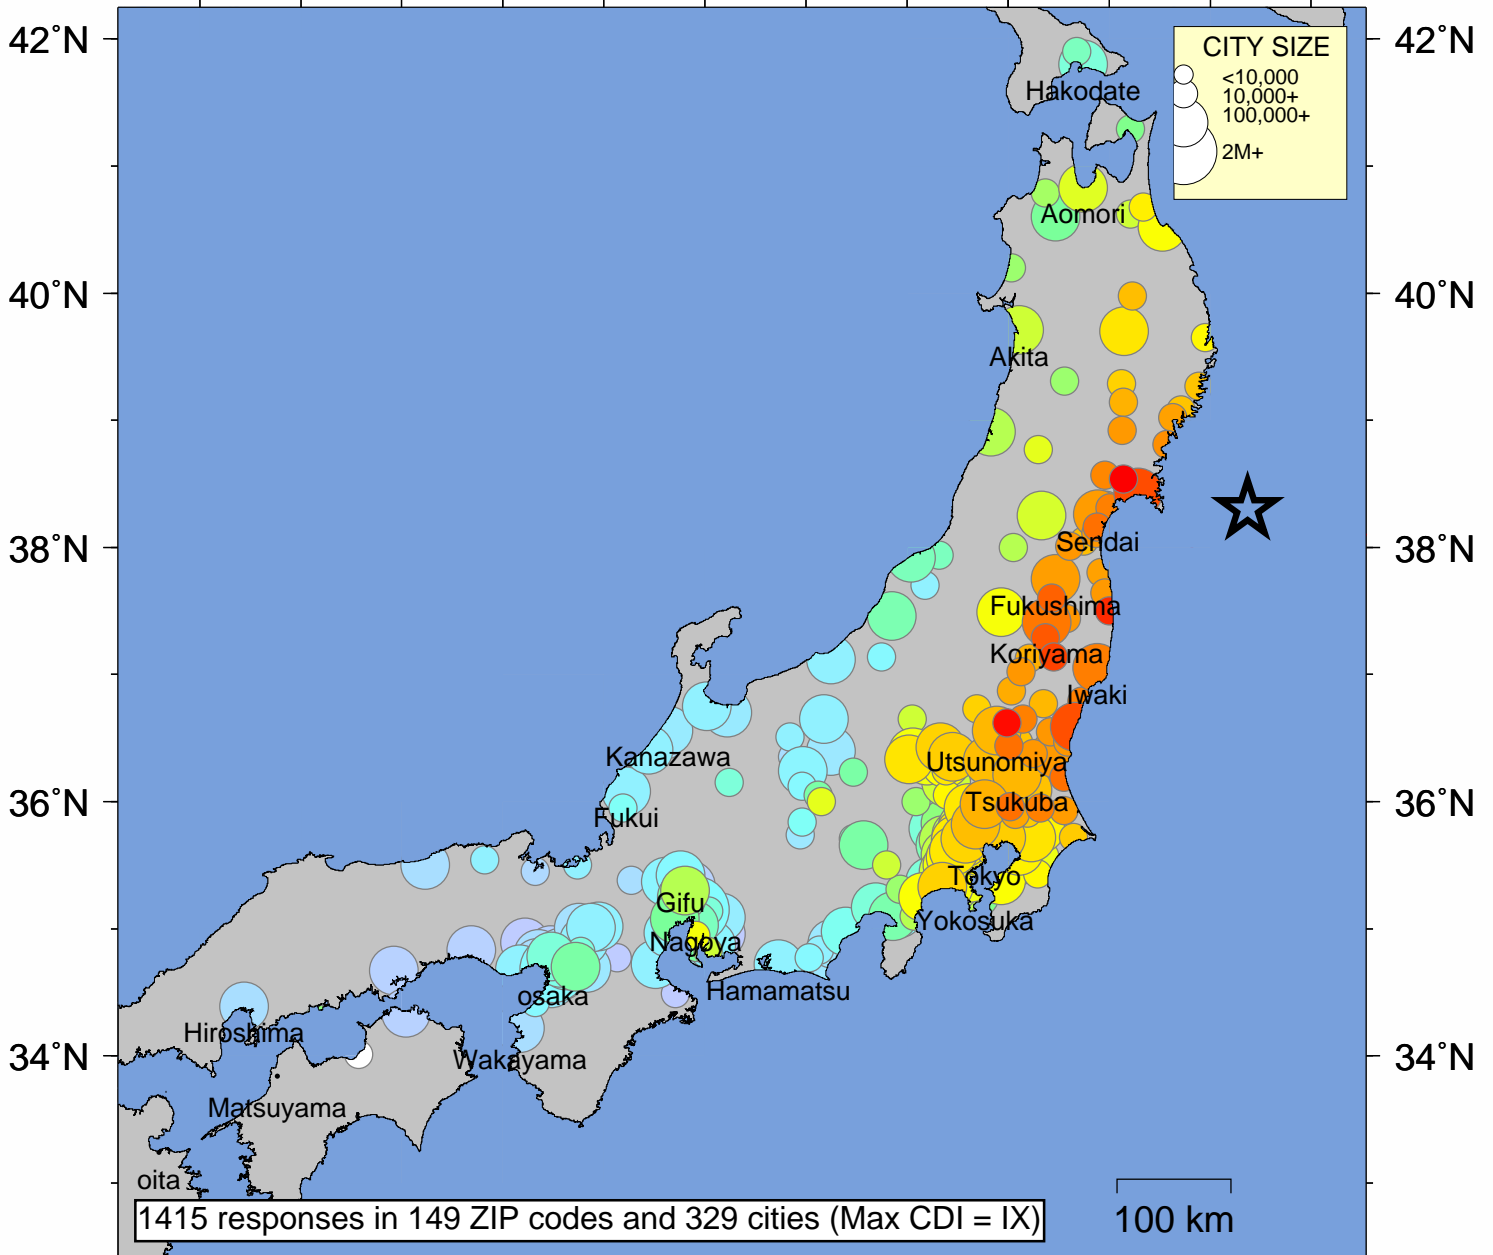 42°N
42°N
CITY SIZE
<10,000
10,000+
100,000+
2M+
Hakodate
Aomori
40°N
40°N
Akita
38°N
38°N
Sendai
Fukushima
Koriyama
Iwaki
Kanazawa
Utsunomiya
36°N
36°N
Tsukuba
Fukui
Tokyo
Gifu
Yokosuka
Nagoya
Hamamatsu
osaka
Hiroshima
34°N
34°N
Wakayama
Matsuyama
oita
1415 responses in 149 ZIP codes and 329 cities (Max CDI = IX)
100 km